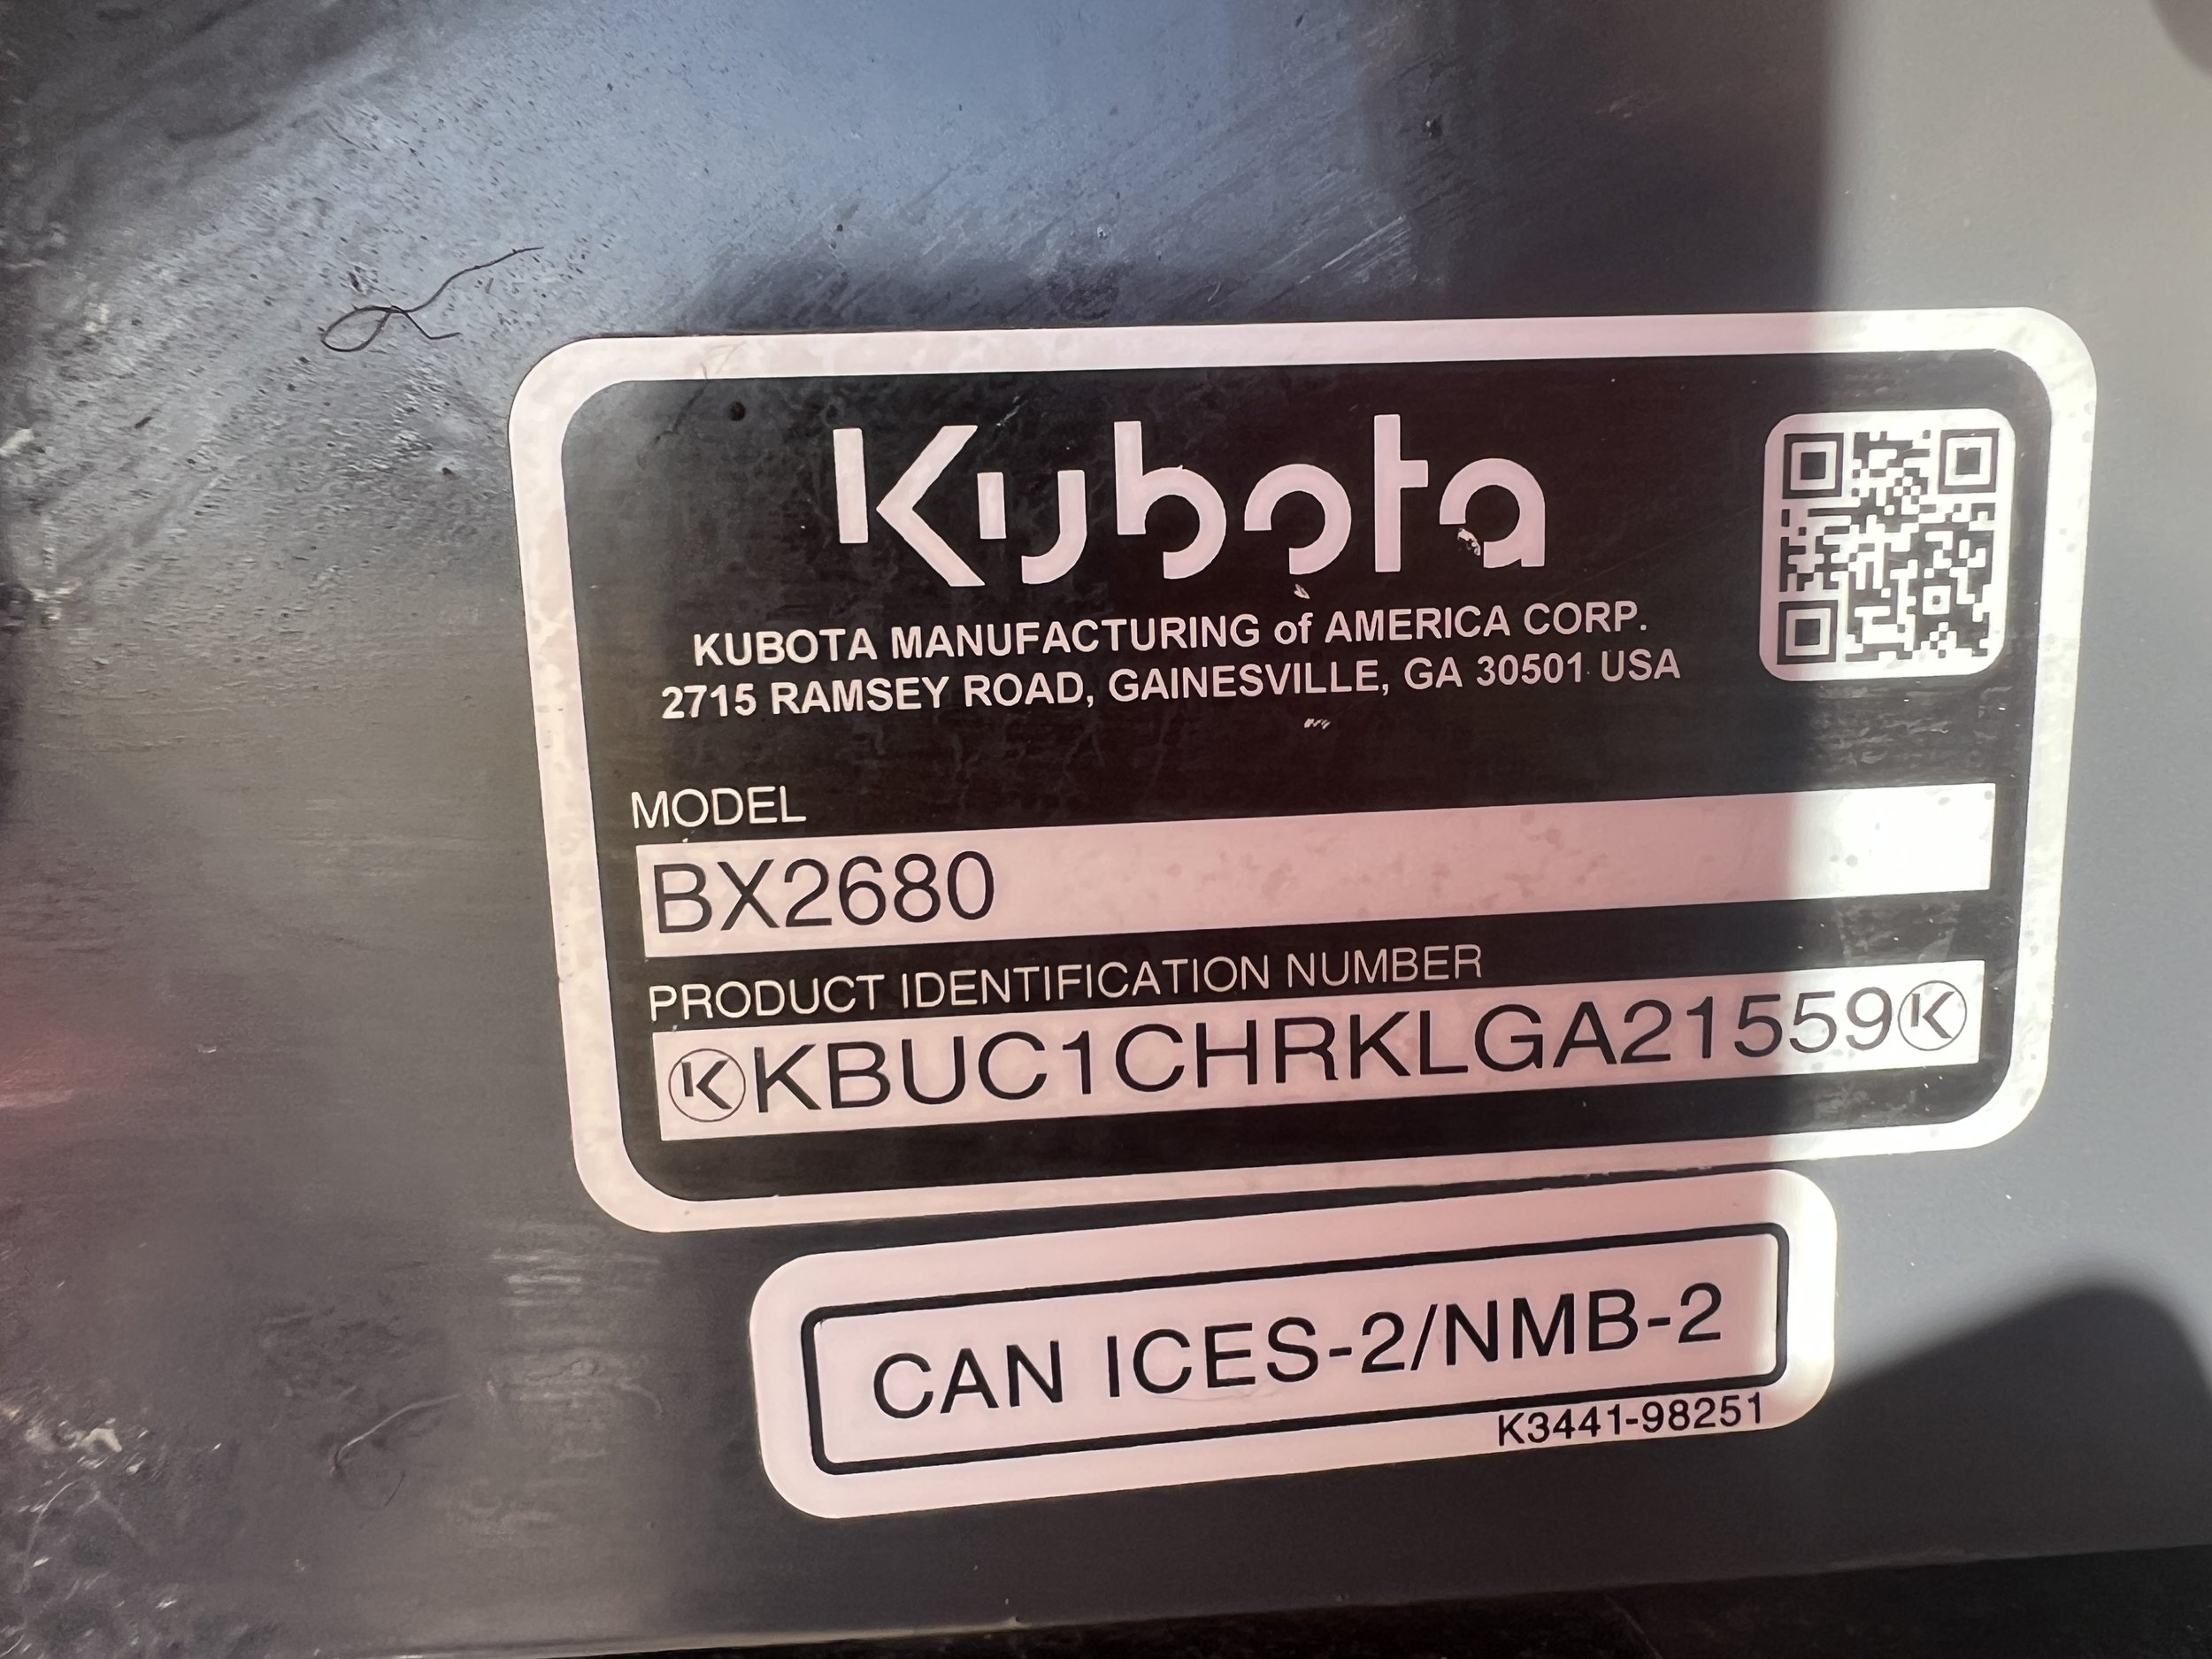 Kubota
KUBOTA MANUFACTURING of AMERICA CORP.
2715 RAMSEY ROAD, GAINESVILLE, GA 30501 USA
MODEL
BX2680
PRODUCT IDENTIFICATION NUMBER
KBUC1CHRKLGA21559
CAN ICES-2/NMB-2
K3441-98251